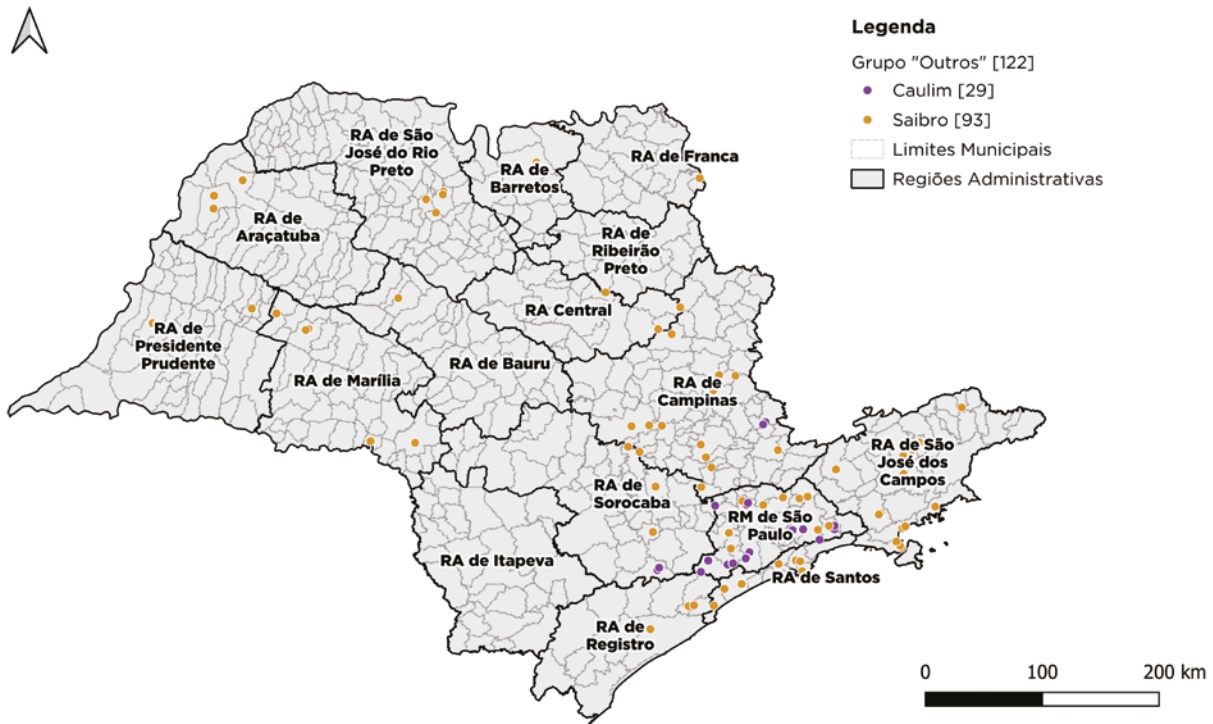 Legenda
Grupo "Outros" [122]
Caulim [29]
Saibro [93]
Limites Municipais
Regiões Administrativas
RA de São
José do Rio
Preto
RA de
Barretos
RA de Franca
RA de
Araçatuba
RA de
Ribeirão
Preto
RA Central
RA de
Presidente
Prudente
RA de Marília
RA de Bauru
RA de
Campinas
RA de São
José dos
Campos
RA de
Sorocaba
RM de São
Paulo
RA de Itapeva
RA de Santos
RA de
Registro
0 100 200 km